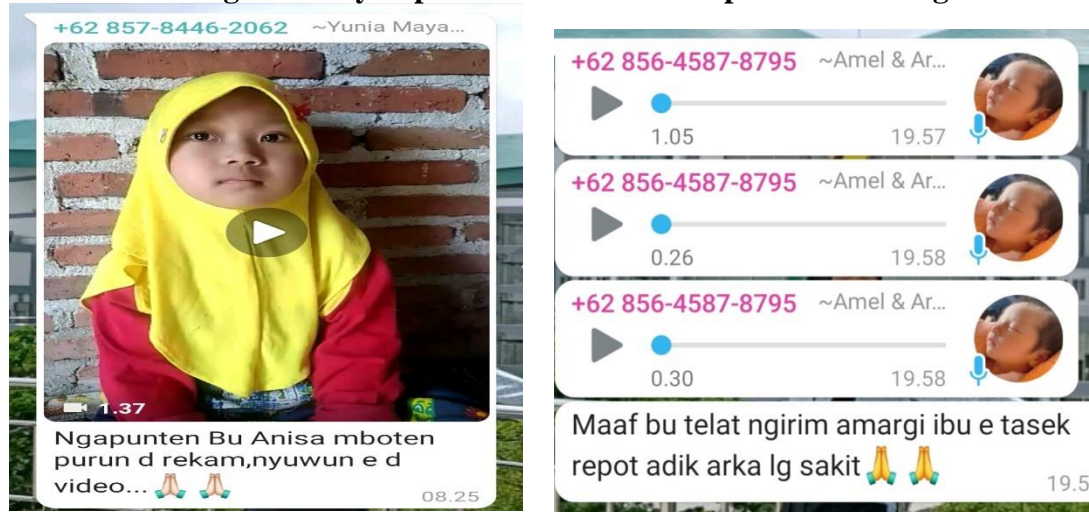 +62 857-8446-2062 ~Yunia Maya...
1.37
Ngapunten Bu Anisa mboten
purun d rekam,nyuwun e d
video...🙏🏻 🙏🏻
08.25
+62 856-4587-8795 ~Amel & Ar...
1.05 19.57
+62 856-4587-8795 ~Amel & Ar...
0.26 19.58
+62 856-4587-8795 ~Amel & Ar...
0.30 19.58
Maaf bu telat ngirim amargi ibu e tasek
repot adik arka lg sakit🙏 🙏
19.5